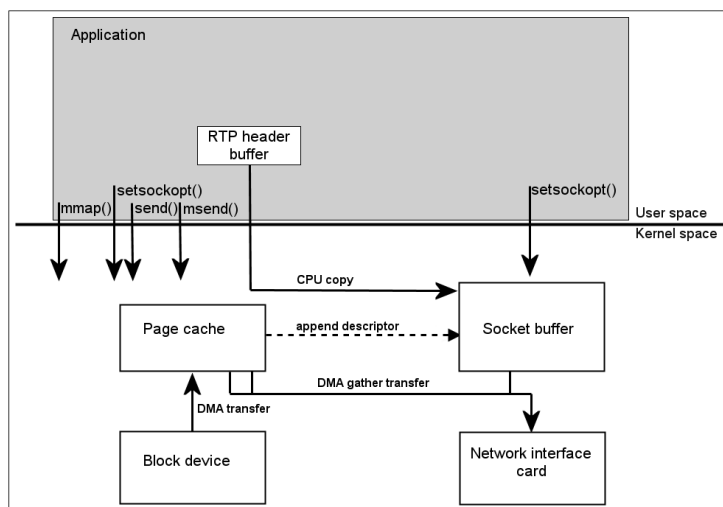 Application
RTP header
buffer
setsockopt()
setsockopt()
mmap()
send()
msend()
User space
Kernel space
CPU copy
Page cache
append descriptor
Socket buffer
DMA gather transfer
DMA transfer
Block device
Network interface
card